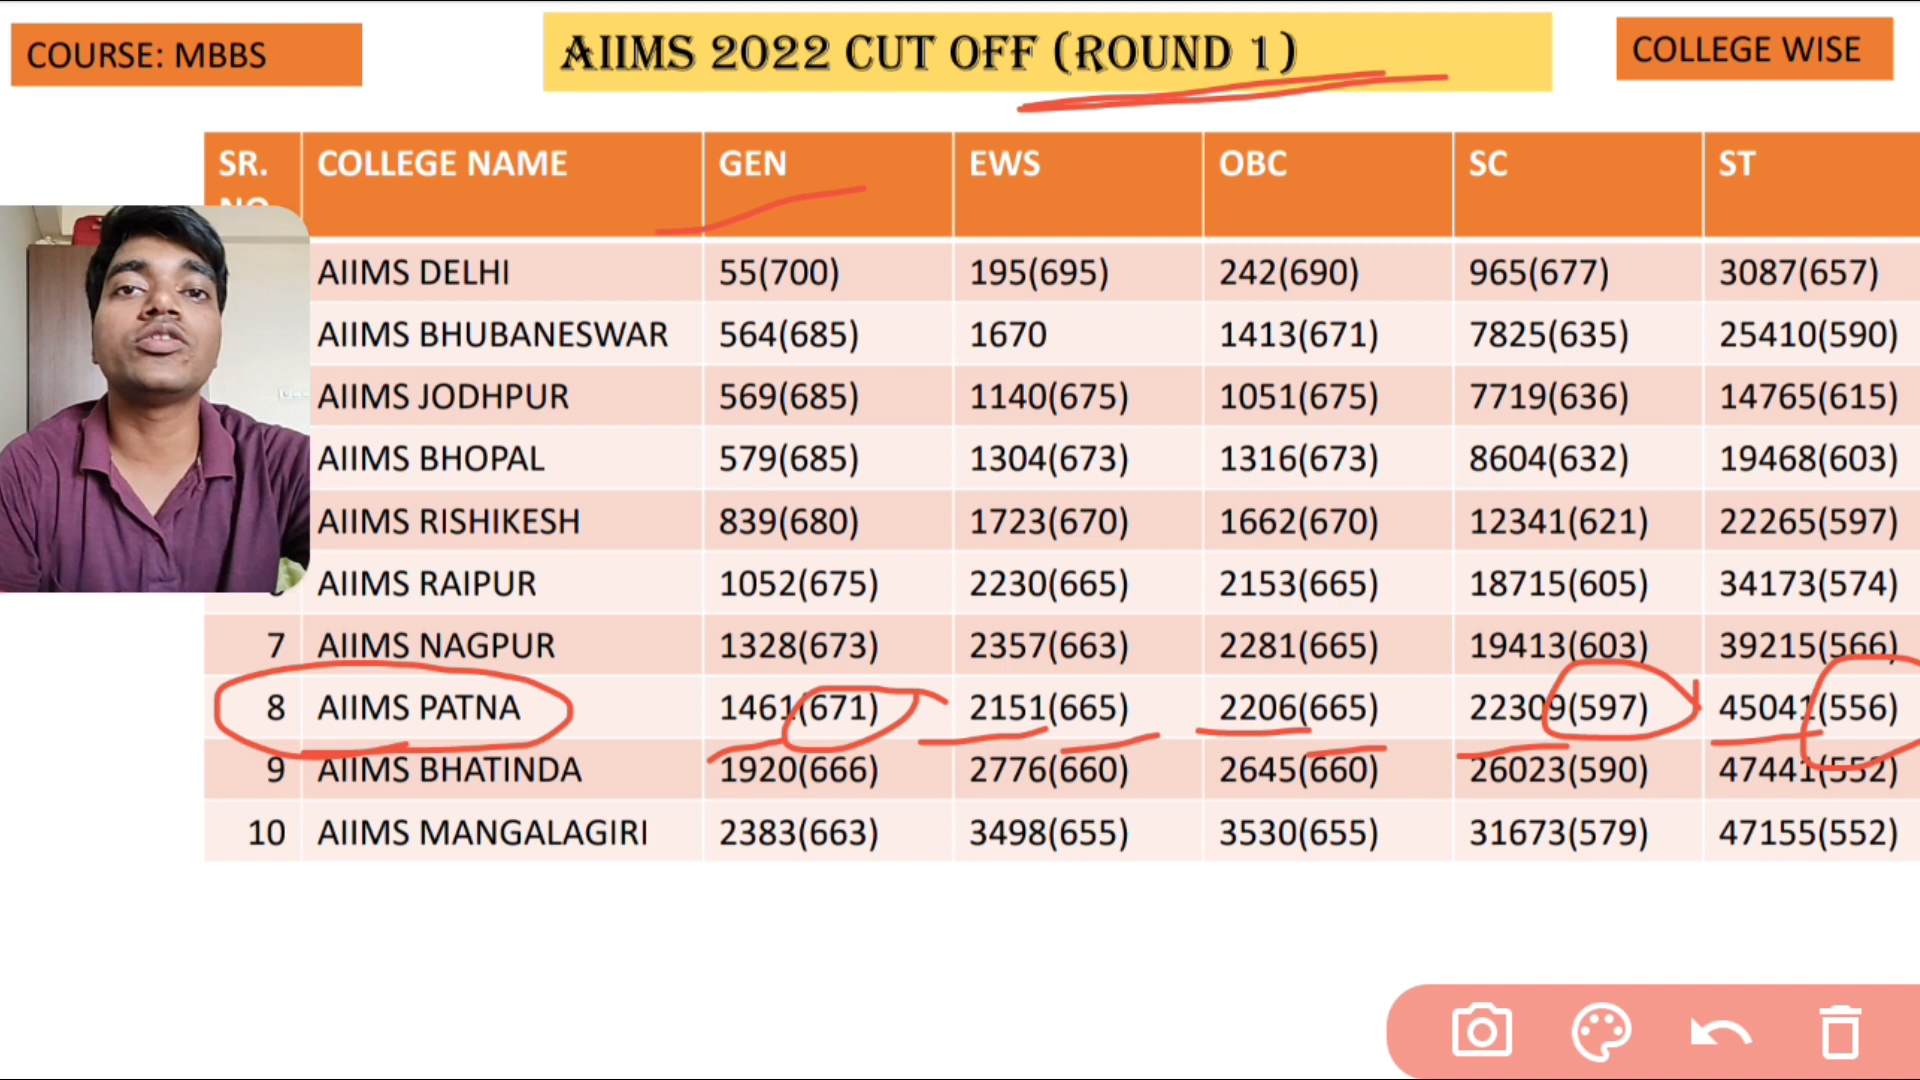 COURSE: MBBS
AIIMS 2022 CUT OFF (ROUND 1)
COLLEGE WISE
SR. NO COLLEGE NAME GEN EWS OBC SC ST
AIIMS DELHI 55(700) 195(695) 242(690) 965(677) 3087(657)
AIIMS BHUBANESWAR 564(685) 1670 1413(671) 7825(635) 25410(590)
AIIMS JODHPUR 569(685) 1140(675) 1051(675) 7719(636) 14765(615)
AIIMS BHOPAL 579(685) 1304(673) 1316(673) 8604(632) 19468(603)
AIIMS RISHIKESH 839(680) 1723(670) 1662(670) 12341(621) 22265(597)
AIIMS RAIPUR 1052(675) 2230(665) 2153(665) 18715(605) 34173(574)
7 AIIMS NAGPUR 1328(673) 2357(663) 2281(665) 19413(603) 39215(566)
8 AIIMS PATNA 1461(671) 2151(665) 2206(665) 22309(597) 45041(556)
9 AIIMS BHATINDA 1920(666) 2776(660) 2645(660) 26023(590) 47441(552)
10 AIIMS MANGALAGIRI 2383(663) 3498(655) 3530(655) 31673(579) 47155(552)